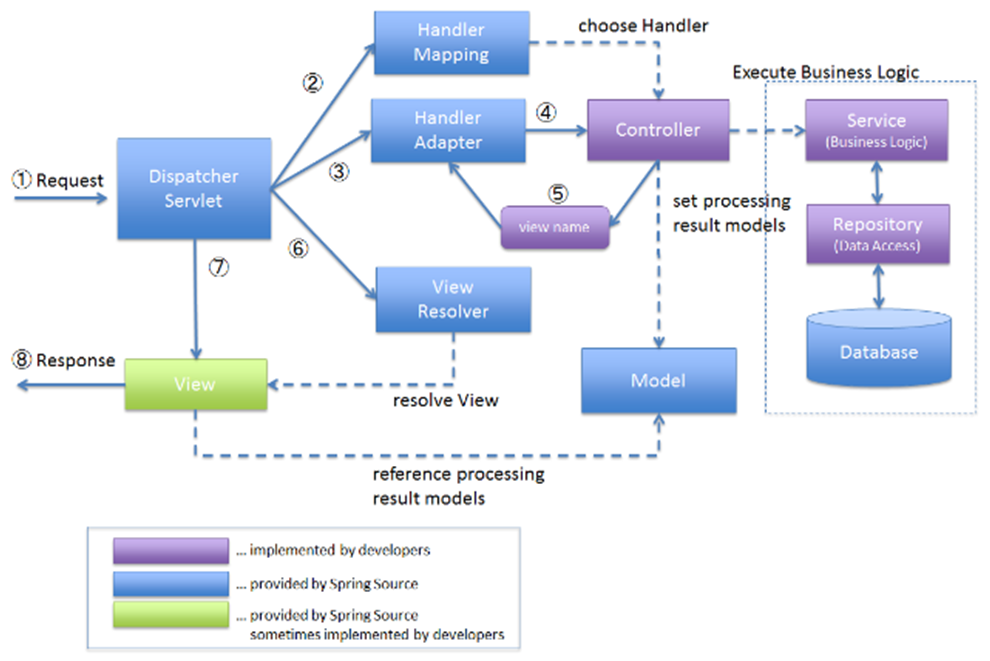 Handler
Mapping
choose Handler
Execute Business Logic
②
Handler
Adapter
④
Controller
Service
(Business Logic)
① Request
Dispatcher
Servlet
③
⑤
view name
set processing
result models
Repository
(Data Access)
⑥
⑦
View
Resolver
Database
⑧ Response
View
resolve View
Model
reference processing
result models
... implemented by developers
... provided by Spring Source
... provided by Spring Source
sometimes implemented by developers